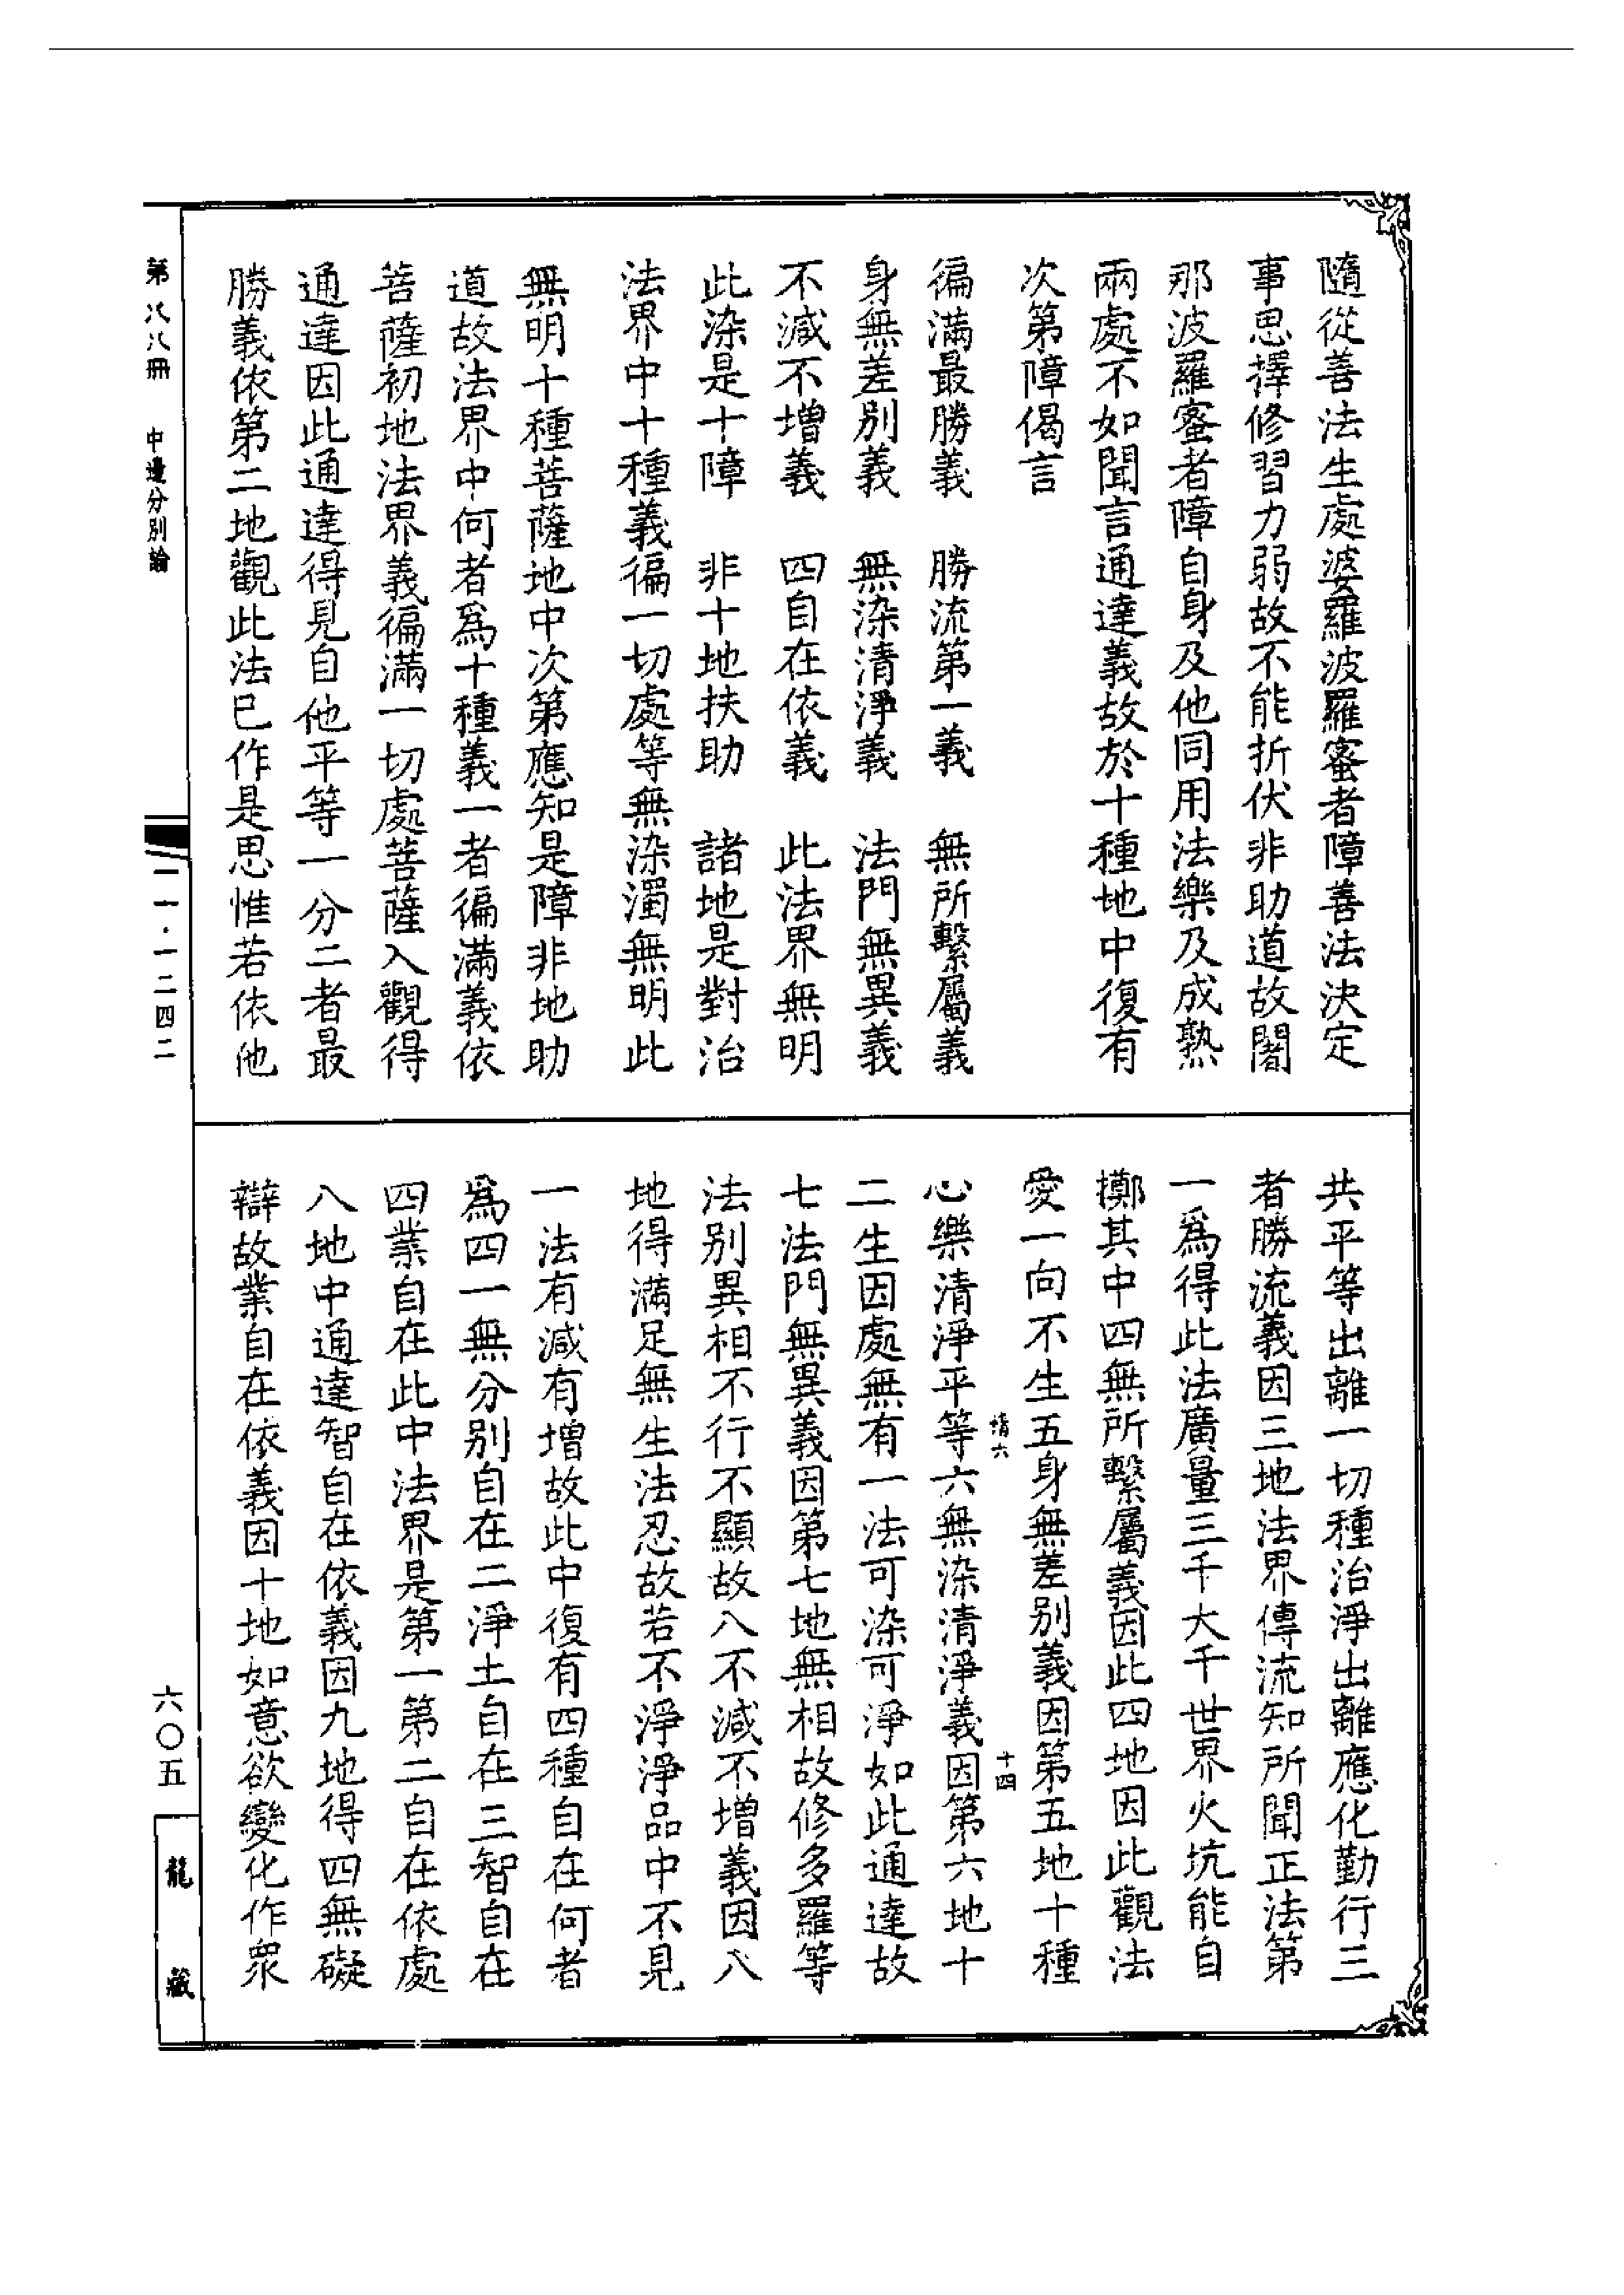 隨從善法生處婆羅波羅蜜者障善法決定
事思擇修習力弱故不能折伏非助道故闍
那波羅蜜者障自身及他同用法樂及成熟
兩處不如聞言通達義故於十種地中復有
次第障偈言
徧滿最勝義　勝流第一義　無所繫屬義
身無差別義　無染清淨義　法門無異義
不減不增義　四自在依義　此法界無明
此染是十障　非十地扶助　諸地是對治
法界中十種義徧一切處等無染濁無明此
無明十種菩薩地中次第應知是障非地助
道故法界中何者爲十種義一者徧滿義依
菩薩初地法界義徧滿一切處菩薩入觀得
通達因此通達得見自他平等一分二者最
勝義依第二地觀此法已作是思惟若依他
共平等出離一切種治淨出離應化勤行三
者勝流義因三地法界傳流知所聞正法第
一爲得此法廣量三千大千世界火坑能自
擲其中四無所繫屬義因此四地因此觀法
愛一向不生五身無差別義因第五地十種
情六　十四
心樂清淨平等六無染清淨義因第六地十
二生因處無有一法可染可淨如此通達故
七法門無異義因第七地無相故修多羅等
法別異相不行不顯故八不減不增義因八
地得滿足無生法忍故若不淨淨品中不見
一法有減有增故此中復有四種自在何者
爲四一無分別自在二淨土自在三智自在
四業自在此中法界是第一第二自在依處
八地中通達智自在依義因九地得四無礙
辯故業自在依義因十地如意欲變化作眾
第八八冊　中邊分別論
一一·一二四二
六〇五
龍藏